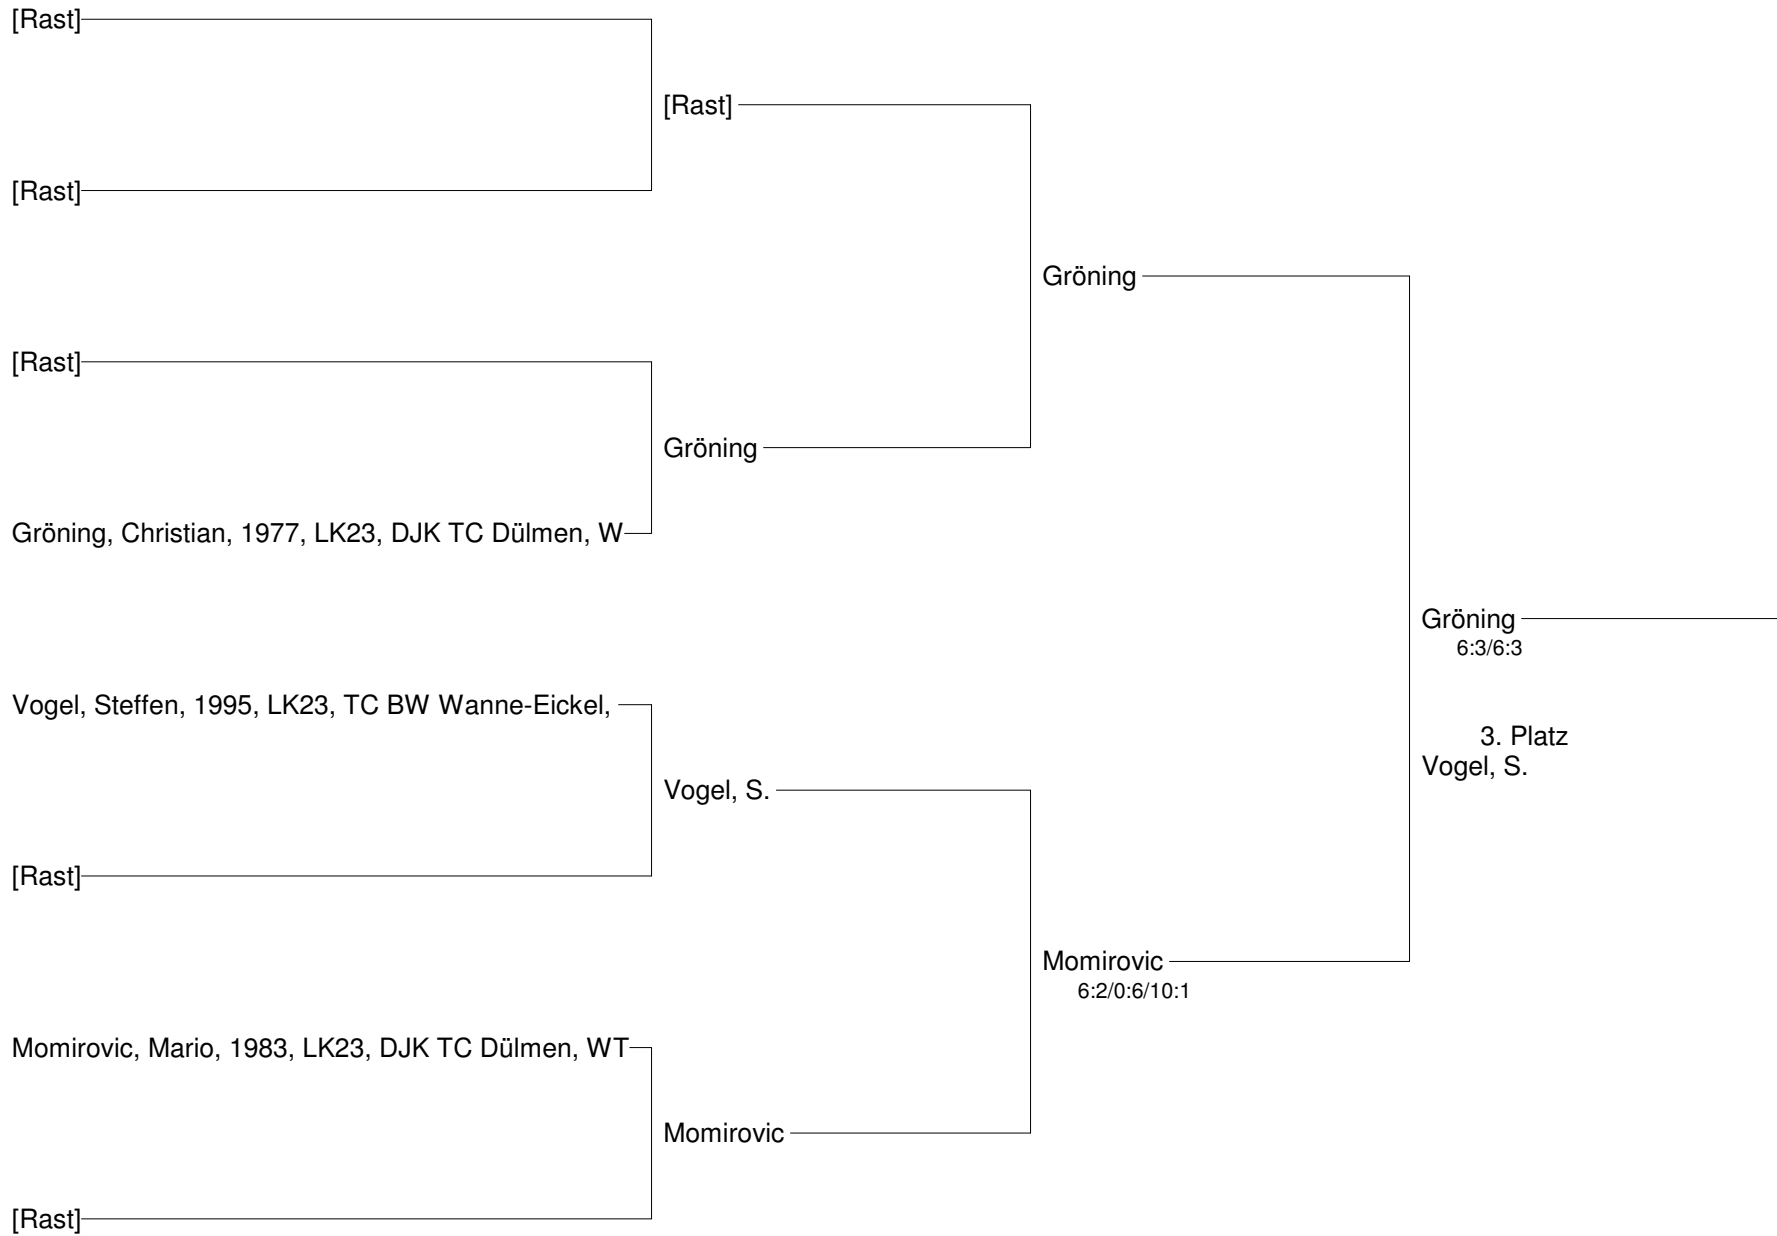 [Rast]
[Rast]
[Rast]
Gröning
[Rast]
Gröning
Gröning, Christian, 1977, LK23, DJK TC Dülmen, W
Gröning
6:3/6:3
Vogel, Steffen, 1995, LK23, TC BW Wanne-Eickel,
3. Platz
Vogel, S.
Vogel, S.
[Rast]
Momirovic
6:2/0:6/10:1
Momirovic, Mario, 1983, LK23, DJK TC Dülmen, WT
Momirovic
[Rast]